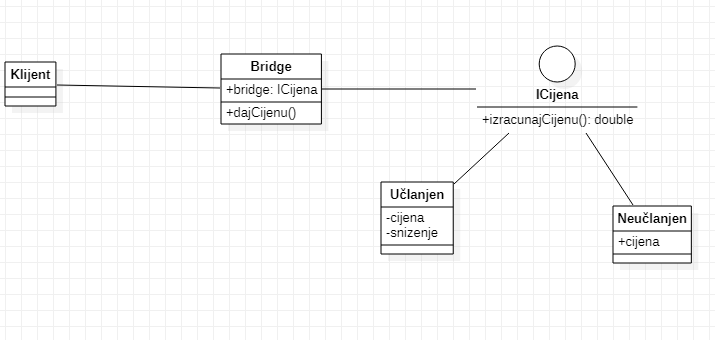 Klijent
Bridge
+bridge: ICijena
+dajCijenu()
ICijena
+izracunajCijenu(): double
Učlanjen
-cijena
-snizenje
Neučlanjen
+cijena